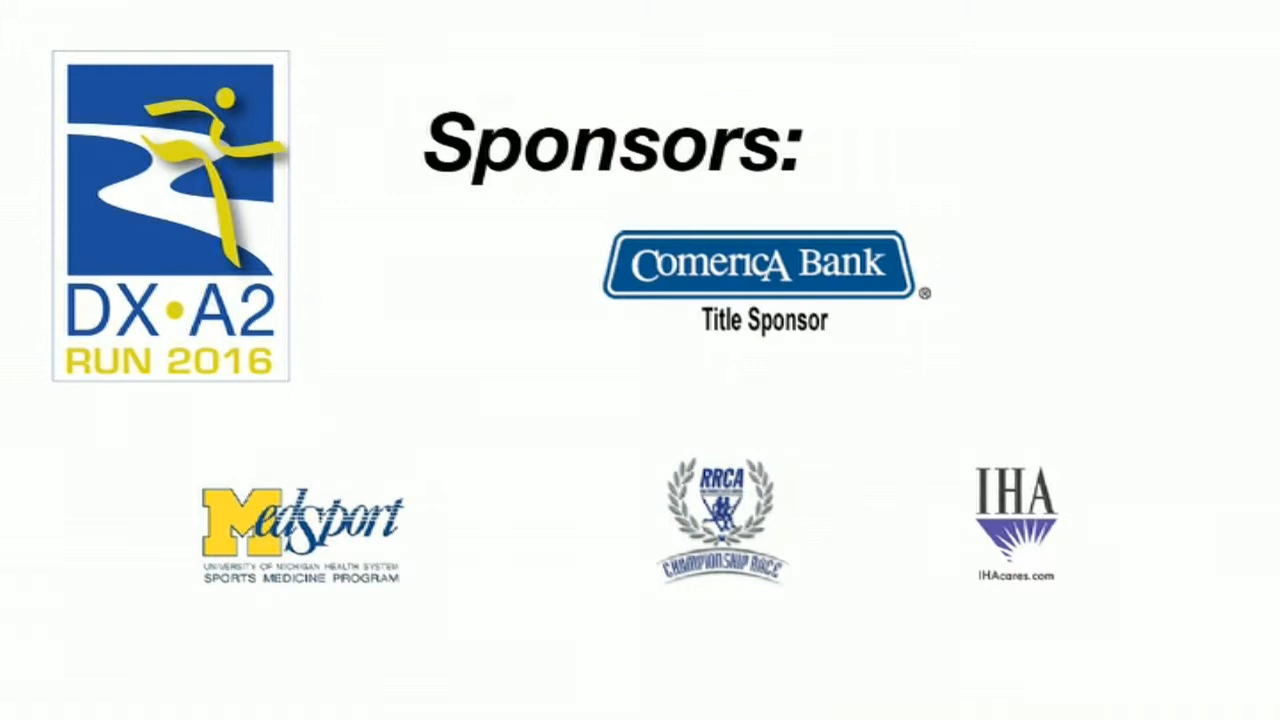 Sponsors:
DX•A2
RUN 2016
ComericA Bank®
Title Sponsor
Medsport
UNIVERSITY OF MICHIGAN HEALTH SYSTEM
SPORTS MEDICINE PROGRAM
RRCA
CHAMPIONSHIP RACE
IHA
IHAcares.com